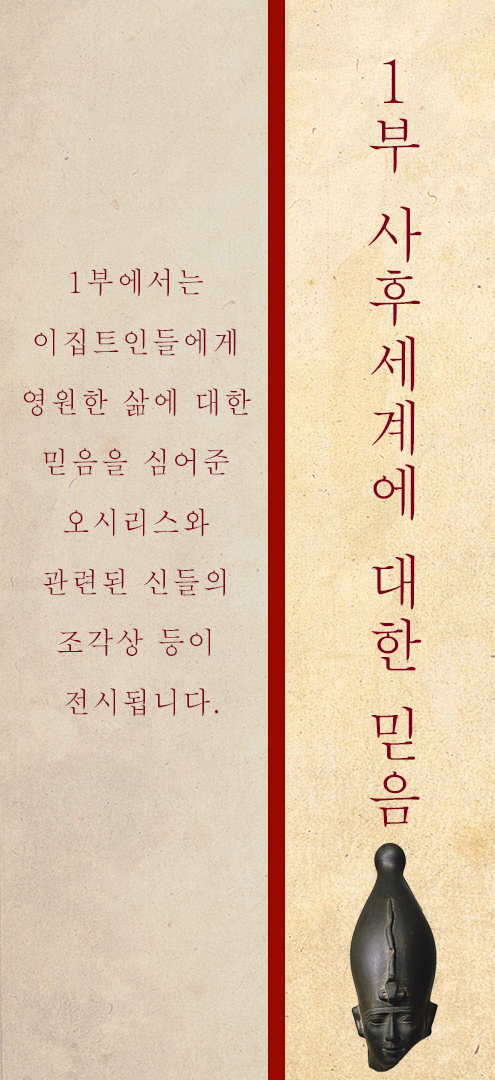 1부 사후세계에 대한 믿음
1부에서는
이집트인들에게
영원한 삶에 대한
믿음을 심어준
오시리스와
관련된 신들의
조각상 등이
전시됩니다.